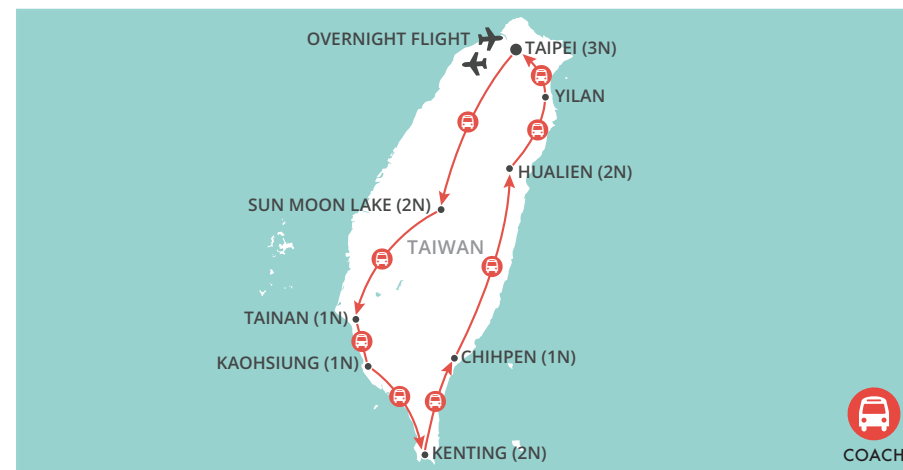 OVERNIGHT FLIGHT
TAIPEI (3N)
YILAN
HUALIEN (2N)
SUN MOON LAKE (2N)
TAIWAN
TAINAN (1N)
KAOHSIUNG (1N)
CHIHPEN (1N)
KENTING (2N)
COACH